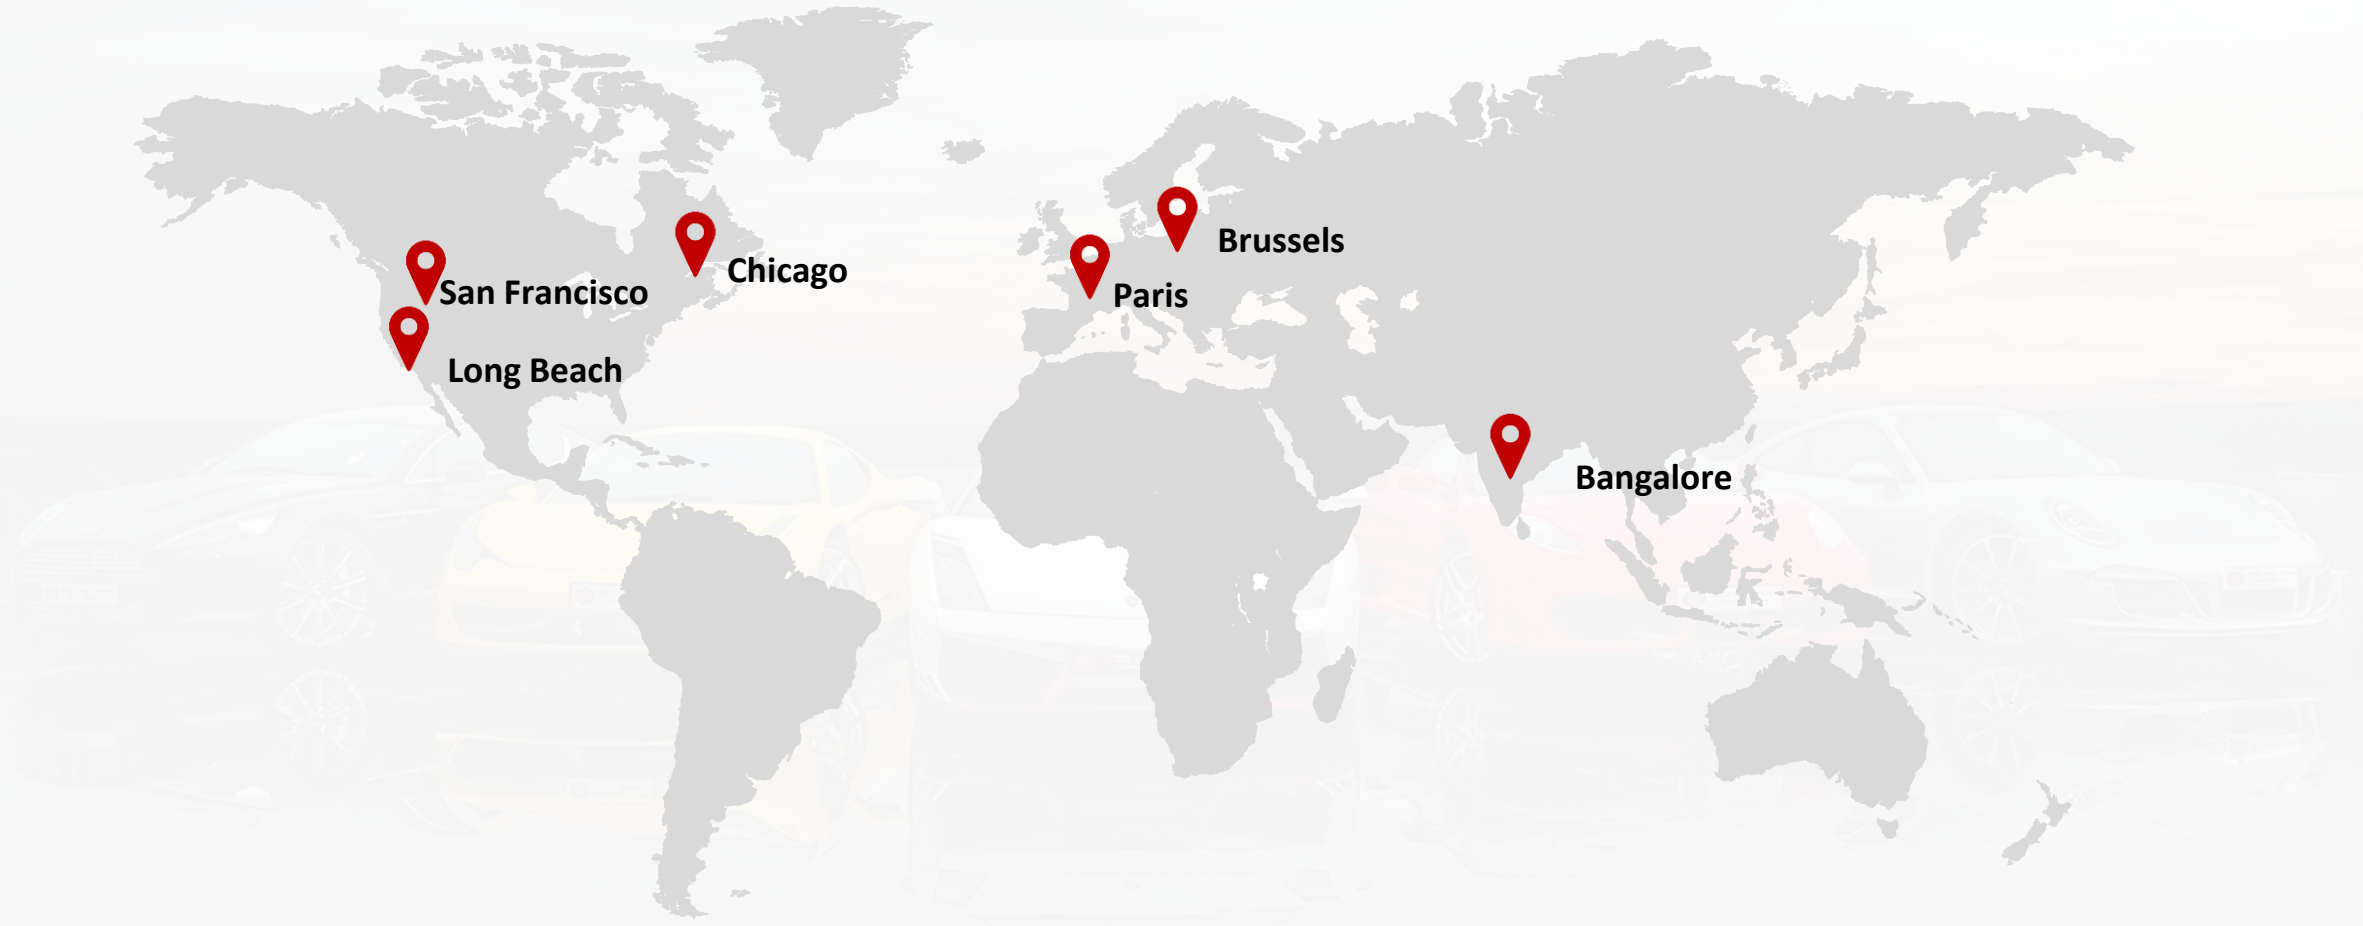 Brussels
Chicago
San Francisco
Paris
Long Beach
Bangalore